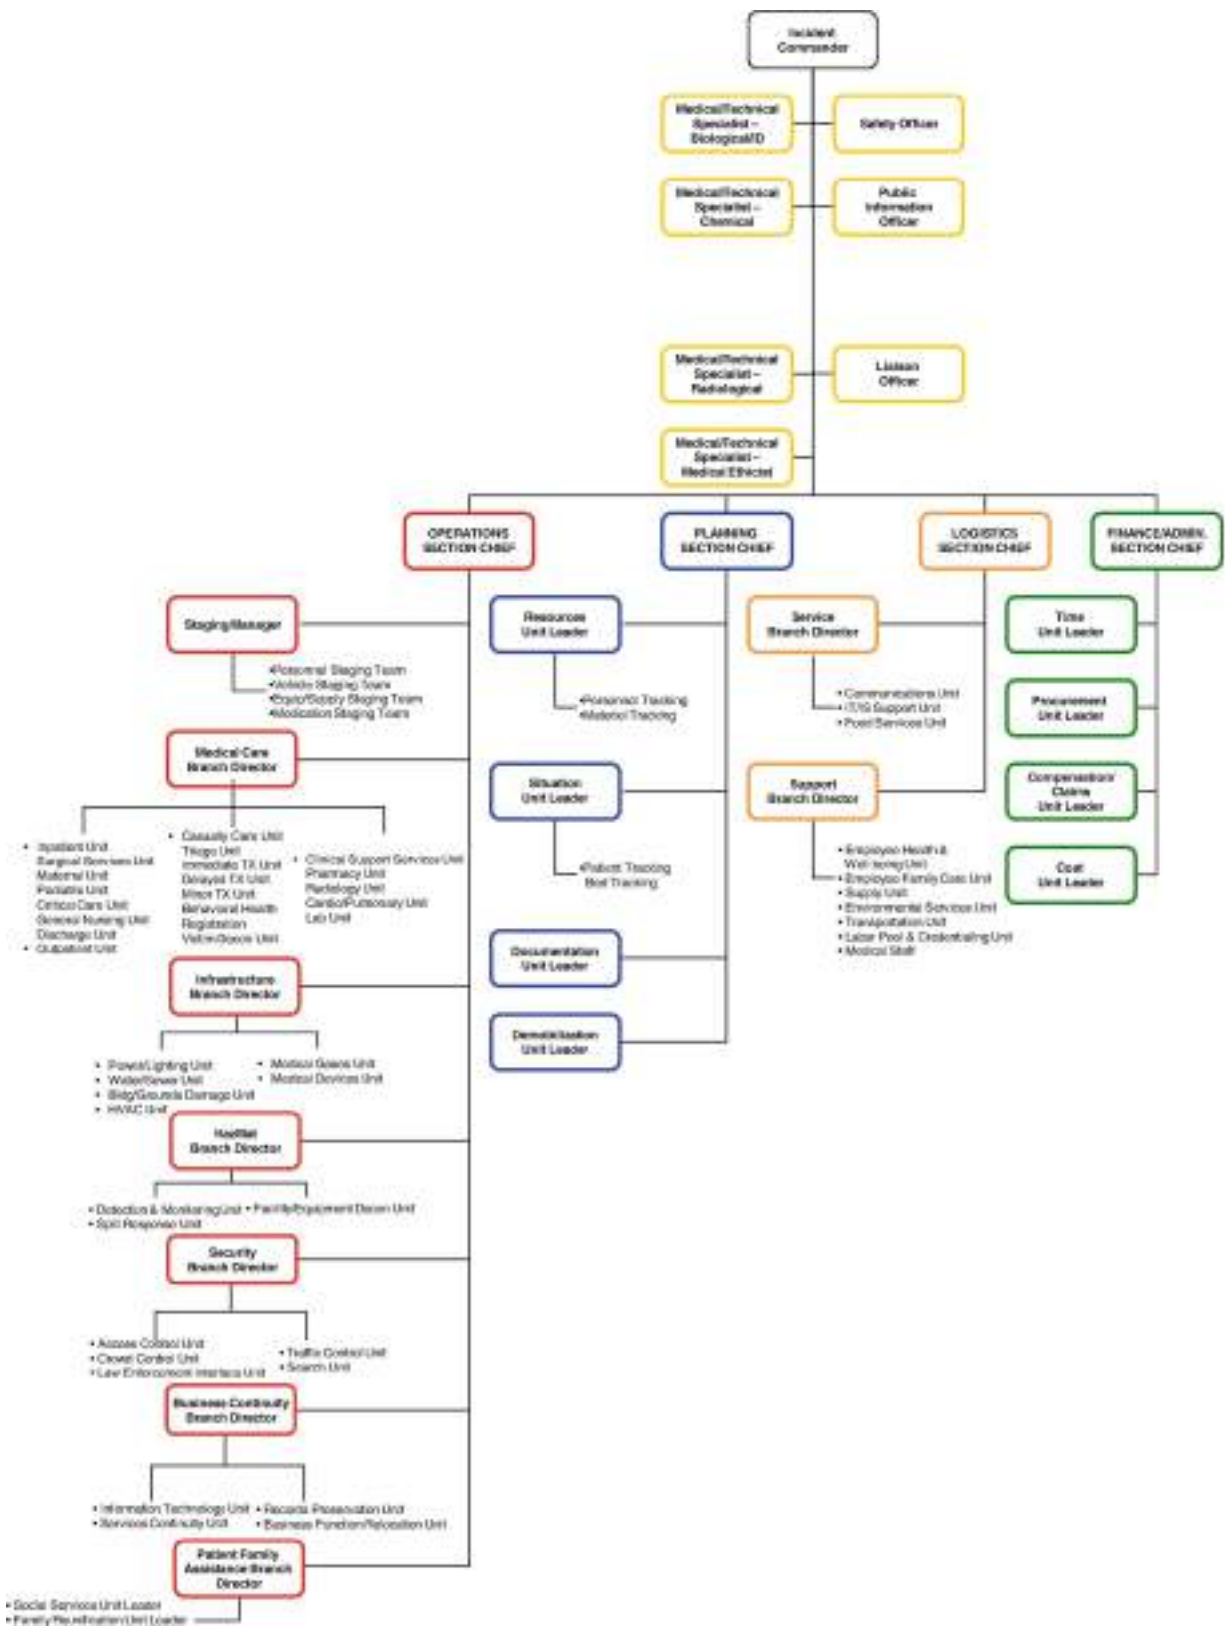 Incident
Commander
Medical/Technical
Specialist –
Biological/ID
Safety Officer
Medical/Technical
Specialist –
Chemical
Public
Information
Officer
Medical/Technical
Specialist –
Radiological
Liaison
Officer
Medical/Technical
Specialist –
Medical Ethicist
OPERATIONS
SECTION CHIEF
PLANNING
SECTION CHIEF
LOGISTICS
SECTION CHIEF
FINANCE/ADMIN.
SECTION CHIEF
Staging/Manager
•Personnel Staging Team
•Vehicle Staging Team
•Equip/Supply Staging Team
•Medication Staging Team
Medical Care
Branch Director
• Inpatient Unit
Surgical Services Unit
Maternal Unit
Pediatric Unit
Critical Care Unit
General Nursing Unit
Discharge Unit
• Outpatient Unit
• Casualty Care Unit
Triage Unit
Immediate TX Unit
Delayed TX Unit
Minor TX Unit
Behavioral Health
Registration
Victim/Decon Unit
• Clinical Support Services Unit
Pharmacy Unit
Radiology Unit
Cardio/Pulmonary Unit
Lab Unit
Infrastructure
Branch Director
• Power/Lighting Unit
• Water/Sewer Unit
• Bldg/Grounds Damage Unit
• HVAC Unit
• Medical Gases Unit
• Medical Devices Unit
HazMat
Branch Director
• Detection & Monitoring Unit
• Spill Response Unit
• Facility/Equipment Decon Unit
Security
Branch Director
• Access Control Unit
• Crowd Control Unit
• Law Enforcement Interface Unit
• Traffic Control Unit
• Search Unit
Business Continuity
Branch Director
• Information Technology Unit
• Services Continuity Unit
• Records Preservation Unit
• Business Function/Relocation Unit
Patient Family
Assistance Branch
Director
• Social Services Unit Leader
• Family Reunification Unit Leader
Resources
Unit Leader
•Personnel Tracking
•Material Tracking
Situation
Unit Leader
•Patient Tracking
Bed Tracking
Documentation
Unit Leader
Demobilization
Unit Leader
Service
Branch Director
• Communications Unit
• IT/IS Support Unit
• Food Services Unit
Support
Branch Director
• Employee Health &
Well-being Unit
• Employee Family Care Unit
• Supply Unit
• Environmental Services Unit
• Transportation Unit
• Labor Pool & Credentialing Unit
• Medical Staff
Time
Unit Leader
Procurement
Unit Leader
Compensation/
Claims
Unit Leader
Cost
Unit Leader